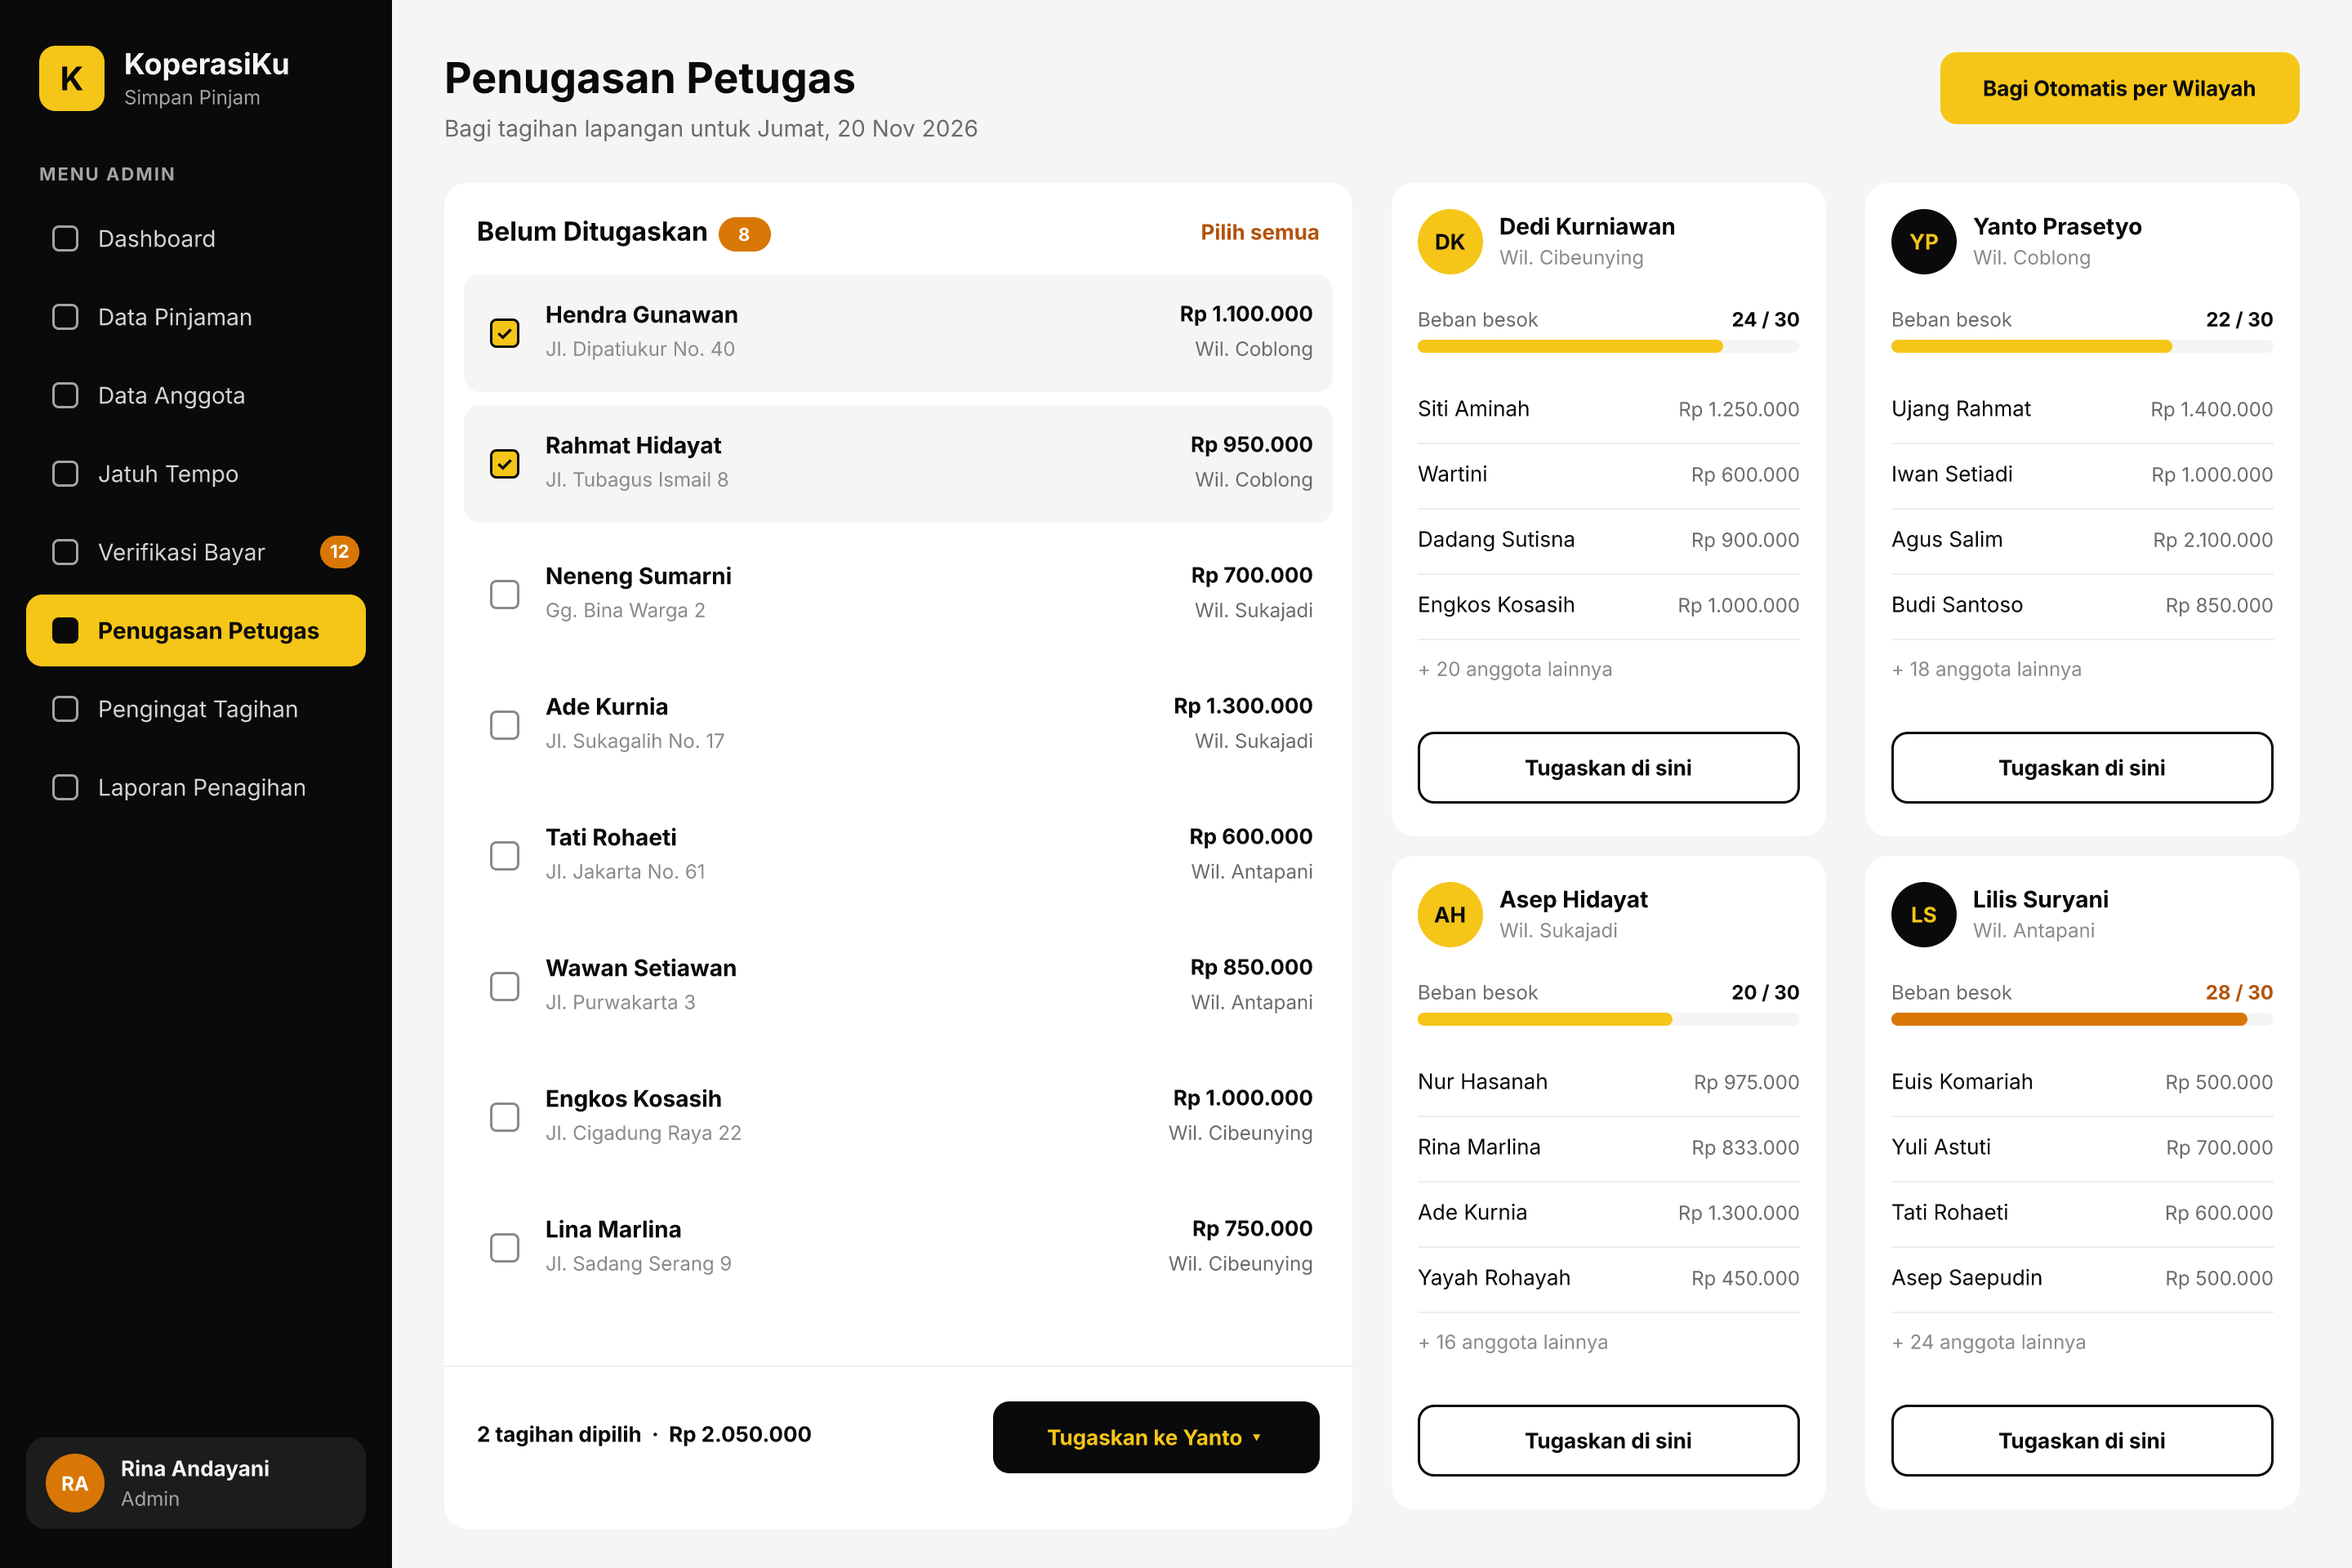 K
KoperasiKu
Simpan Pinjam
MENU ADMIN
Dashboard
Data Pinjaman
Data Anggota
Jatuh Tempo
Verifikasi Bayar 12
Penugasan Petugas
Pengingat Tagihan
Laporan Penagihan
RA
Rina Andayani
Admin
Penugasan Petugas
Bagi tagihan lapangan untuk Jumat, 20 Nov 2026
Bagi Otomatis per Wilayah
Belum Ditugaskan 8 Pilih semua
Hendra Gunawan Rp 1.100.000
Jl. Dipatiukur No. 40 Wil. Coblong
Rahmat Hidayat Rp 950.000
Jl. Tubagus Ismail 8 Wil. Coblong
Neneng Sumarni Rp 700.000
Gg. Bina Warga 2 Wil. Sukajadi
Ade Kurnia Rp 1.300.000
Jl. Sukagalih No. 17 Wil. Sukajadi
Tati Rohaeti Rp 600.000
Jl. Jakarta No. 61 Wil. Antapani
Wawan Setiawan Rp 850.000
Jl. Purwakarta 3 Wil. Antapani
Engkos Kosasih Rp 1.000.000
Jl. Cigadung Raya 22 Wil. Cibeunying
Lina Marlina Rp 750.000
Jl. Sadang Serang 9 Wil. Cibeunying
2 tagihan dipilih · Rp 2.050.000
Tugaskan ke Yanto ▾
DK
Dedi Kurniawan
Wil. Cibeunying
Beban besok 24 / 30
Siti Aminah Rp 1.250.000
Wartini Rp 600.000
Dadang Sutisna Rp 900.000
Engkos Kosasih Rp 1.000.000
+ 20 anggota lainnya
Tugaskan di sini
YP
Yanto Prasetyo
Wil. Coblong
Beban besok 22 / 30
Ujang Rahmat Rp 1.400.000
Iwan Setiadi Rp 1.000.000
Agus Salim Rp 2.100.000
Budi Santoso Rp 850.000
+ 18 anggota lainnya
Tugaskan di sini
AH
Asep Hidayat
Wil. Sukajadi
Beban besok 20 / 30
Nur Hasanah Rp 975.000
Rina Marlina Rp 833.000
Ade Kurnia Rp 1.300.000
Yayah Rohayah Rp 450.000
+ 16 anggota lainnya
Tugaskan di sini
LS
Lilis Suryani
Wil. Antapani
Beban besok 28 / 30
Euis Komariah Rp 500.000
Yuli Astuti Rp 700.000
Tati Rohaeti Rp 600.000
Asep Saepudin Rp 500.000
+ 24 anggota lainnya
Tugaskan di sini